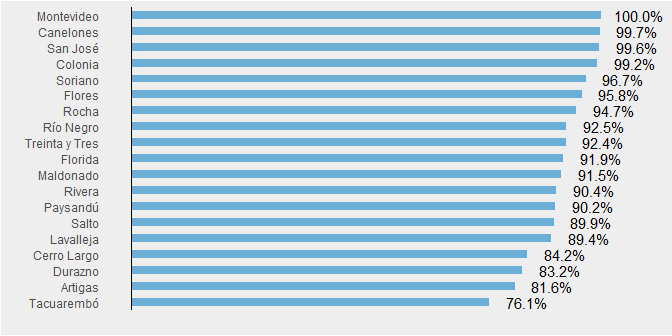 Montevideo 100.0%
Canelones 99.7%
San José 99.6%
Colonia 99.2%
Soriano 96.7%
Flores 95.8%
Rocha 94.7%
Río Negro 92.5%
Treinta y Tres 92.4%
Florida 91.9%
Maldonado 91.5%
Rivera 90.4%
Paysandú 90.2%
Salto 89.9%
Lavalleja 89.4%
Cerro Largo 84.2%
Durazno 83.2%
Artigas 81.6%
Tacuarembó 76.1%